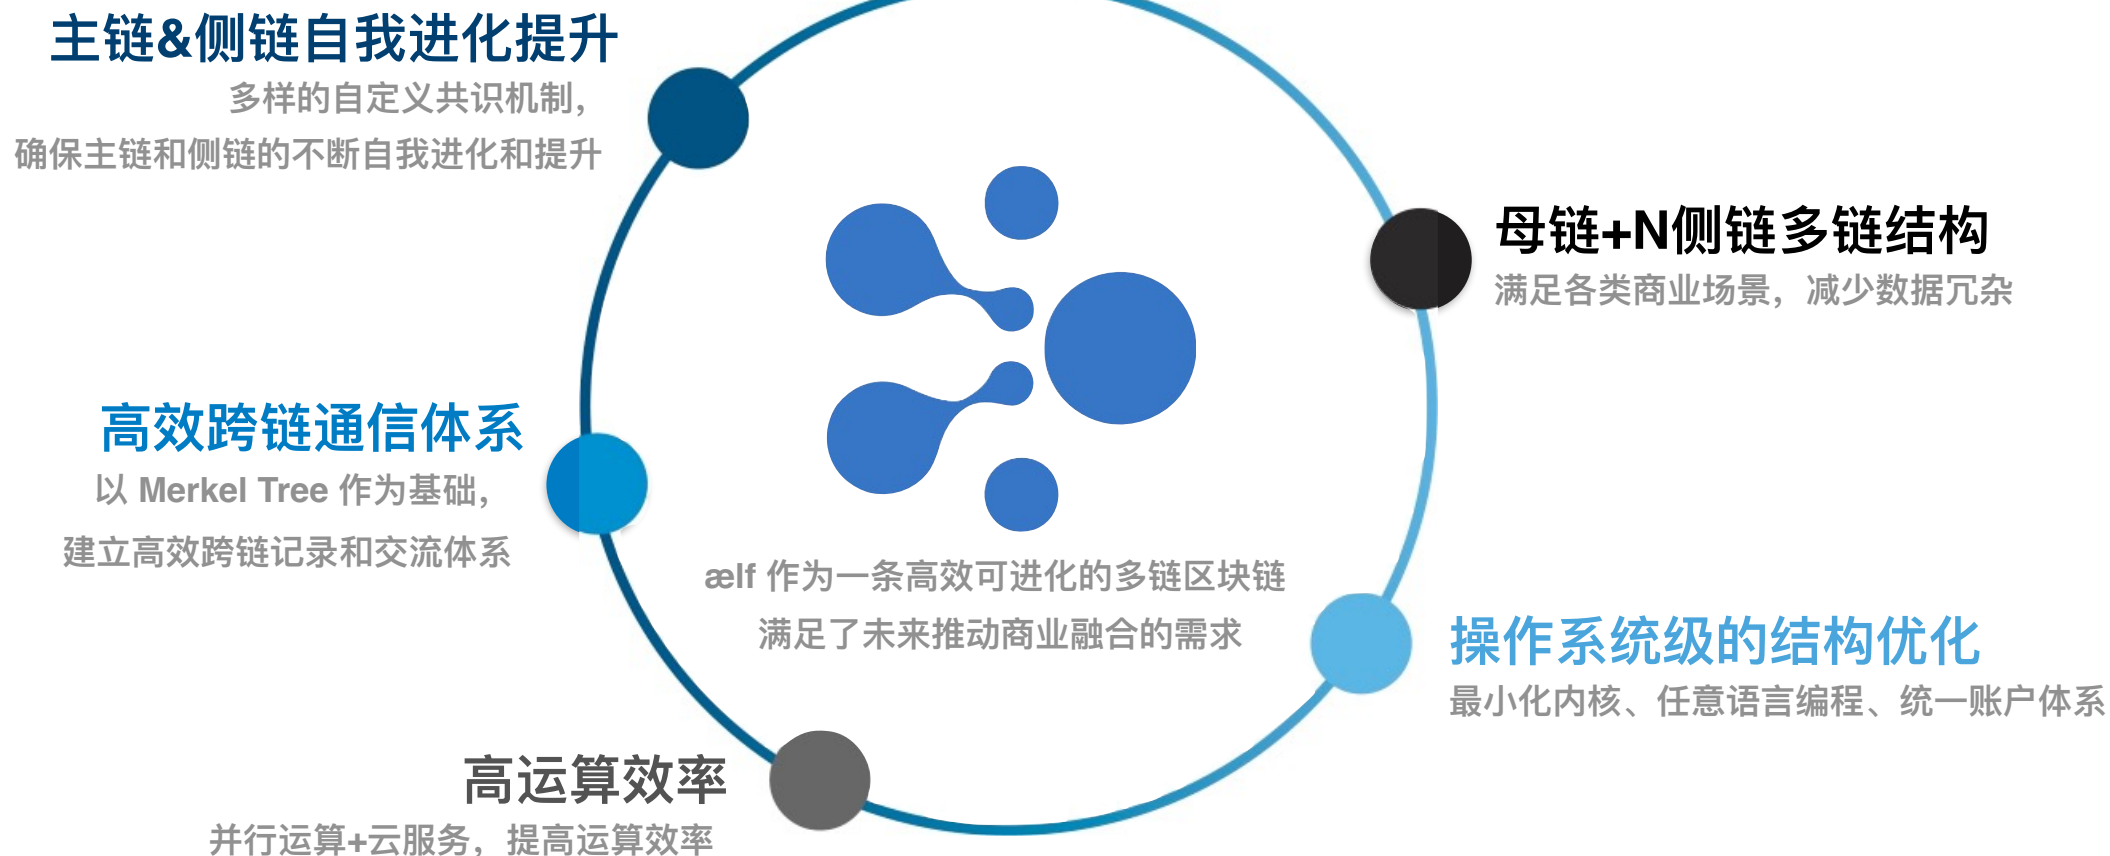 主链&侧链自我进化提升
多样的自定义共识机制，
确保主链和侧链的不断自我进化和提升
母链+N侧链多链结构
满足各类商业场景，减少数据冗杂
高效跨链通信体系
以 Merkel Tree 作为基础，
建立高效跨链记录和交流体系
ælf 作为一条高效可进化的多链区块链
满足了未来推动商业融合的需求
操作系统级的结构优化
最小化内核、任意语言编程、统一账户体系
高运算效率
并行运算+云服务，提高运算效率